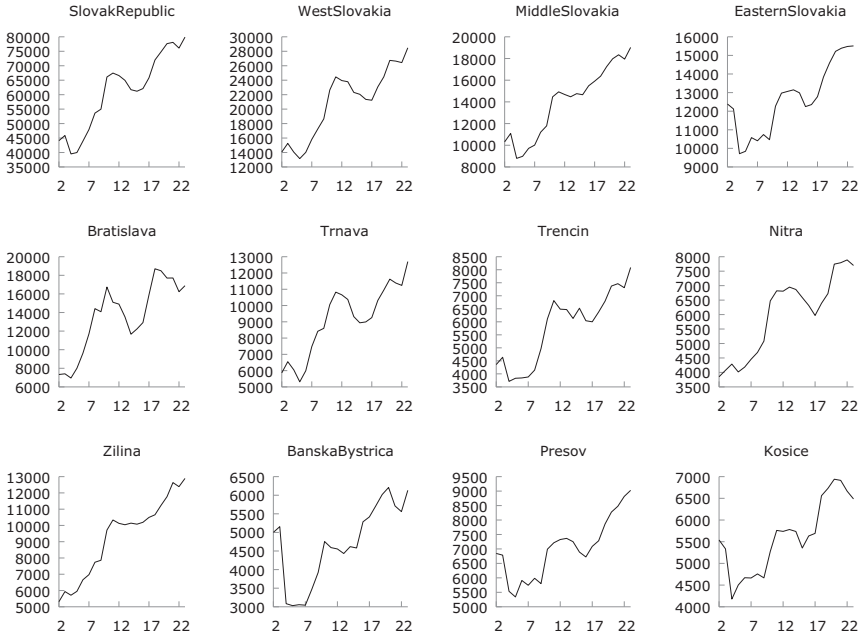 SlovakRepublic WestSlovakia MiddleSlovakia EasternSlovakia
80000 30000 20000 16000
75000 28000 18000 15000
70000 26000 16000 14000
65000 24000 14000 13000
60000 22000 12000 12000
55000 20000 10000 11000
50000 18000 8000 10000
45000 16000 9000
40000 14000
35000 12000
2 7 12 17 22 2 7 12 17 22 2 7 12 17 22 2 7 12 17 22
Bratislava Trnava Trencin Nitra
20000 13000 8500 8500
18000 12000 8000 8000
16000 11000 7500 7500
14000 10000 7000 7000
12000 9000 6500 6500
10000 8000 6000 6000
8000 7000 5500 5500
6000 6000 5000 5000
5000 4500 4500
4000 4000
3500 3500
2 7 12 17 22 2 7 12 17 22 2 7 12 17 22 2 7 12 17 22
Zilina BanskaBystrica Presov Kosice
13000 6500 9500 7000
12000 6000 9000 6500
11000 5500 8500 6000
10000 5000 8000 5500
9000 4500 7500 5000
8000 4000 7000 4500
7000 3500 6500 4000
6000 3000 6000
5000 5500
5000
2 7 12 17 22 2 7 12 17 22 2 7 12 17 22 2 7 12 17 22